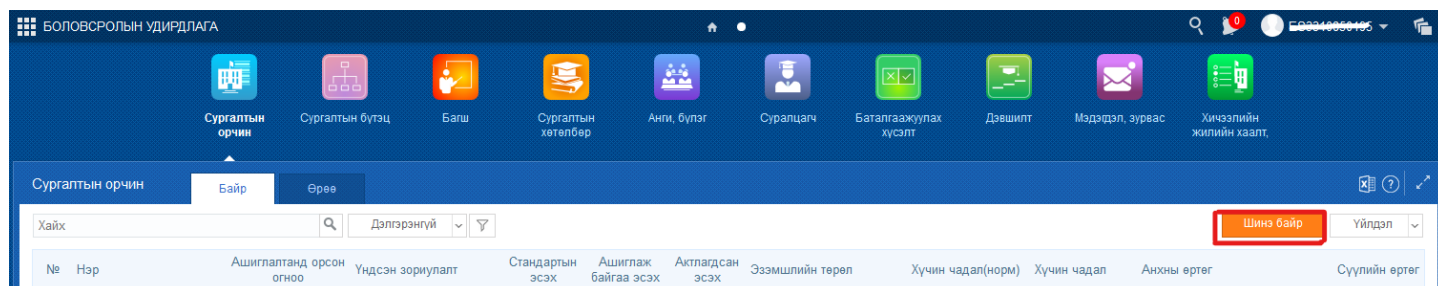 БОЛОВСРОЛЫН УДИРДЛАГА
0
Сургалтын орчин
Сургалтын бүтэц
Багш
Сургалтын хөтөлбөр
Анги, бүлэг
Суралцагч
Баталгаажуулах хүсэлт
Дэвшилт
Мэдэгдэл, зурвас
Хичээлийн жилийн хаалт,
Сургалтын орчин Байр Өрөө
Хайх Дэлгэрэнгүй Шинэ байр Үйлдэл
№ Нэр Ашиглалтанд орсон огноо Үндсэн зориулалт Стандартын эсэх Ашиглаж байгаа эсэх Актлагдсан эсэх Эзэмшлийн төрөл Хүчин чадал(норм) Хүчин чадал Анхны өртөг Сүүлийн өртөг